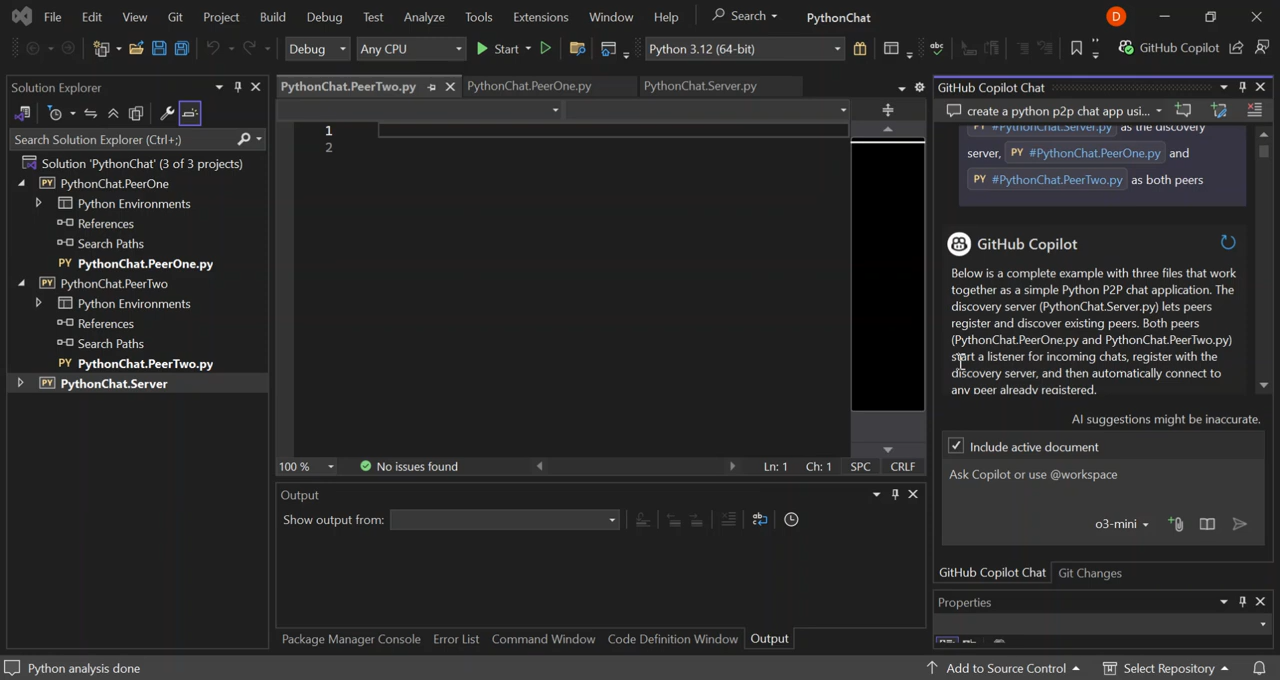 File Edit View Git Project Build Debug Test Analyze Tools Extensions Window Help Search PythonChat D
Debug Any CPU Start Python 3.12 (64-bit) GitHub Copilot
Solution Explorer
Search Solution Explorer (Ctrl+;)
Solution 'PythonChat' (3 of 3 projects)
PY PythonChat.PeerOne
Python Environments
References
Search Paths
PY PythonChat.PeerOne.py
PY PythonChat.PeerTwo
Python Environments
References
Search Paths
PY PythonChat.PeerTwo.py
PY PythonChat.Server
PythonChat.PeerTwo.py PythonChat.PeerOne.py PythonChat.Server.py
1
2
100 % No issues found Ln: 1 Ch: 1 SPC CRLF
Output
Show output from:
Package Manager Console Error List Command Window Code Definition Window Output
GitHub Copilot Chat
create a python p2p chat app usi...
#PythonChat.Server.py as the discovery
server, PY #PythonChat.PeerOne.py and
PY #PythonChat.PeerTwo.py as both peers
GitHub Copilot
Below is a complete example with three files that work
together as a simple Python P2P chat application. The
discovery server (PythonChat.Server.py) lets peers
register and discover existing peers. Both peers
(PythonChat.PeerOne.py and PythonChat.PeerTwo.py)
start a listener for incoming chats, register with the
discovery server, and then automatically connect to
any peer already registered.
AI suggestions might be inaccurate.
Include active document
Ask Copilot or use @workspace
o3-mini
GitHub Copilot Chat Git Changes
Properties
Python analysis done Add to Source Control Select Repository